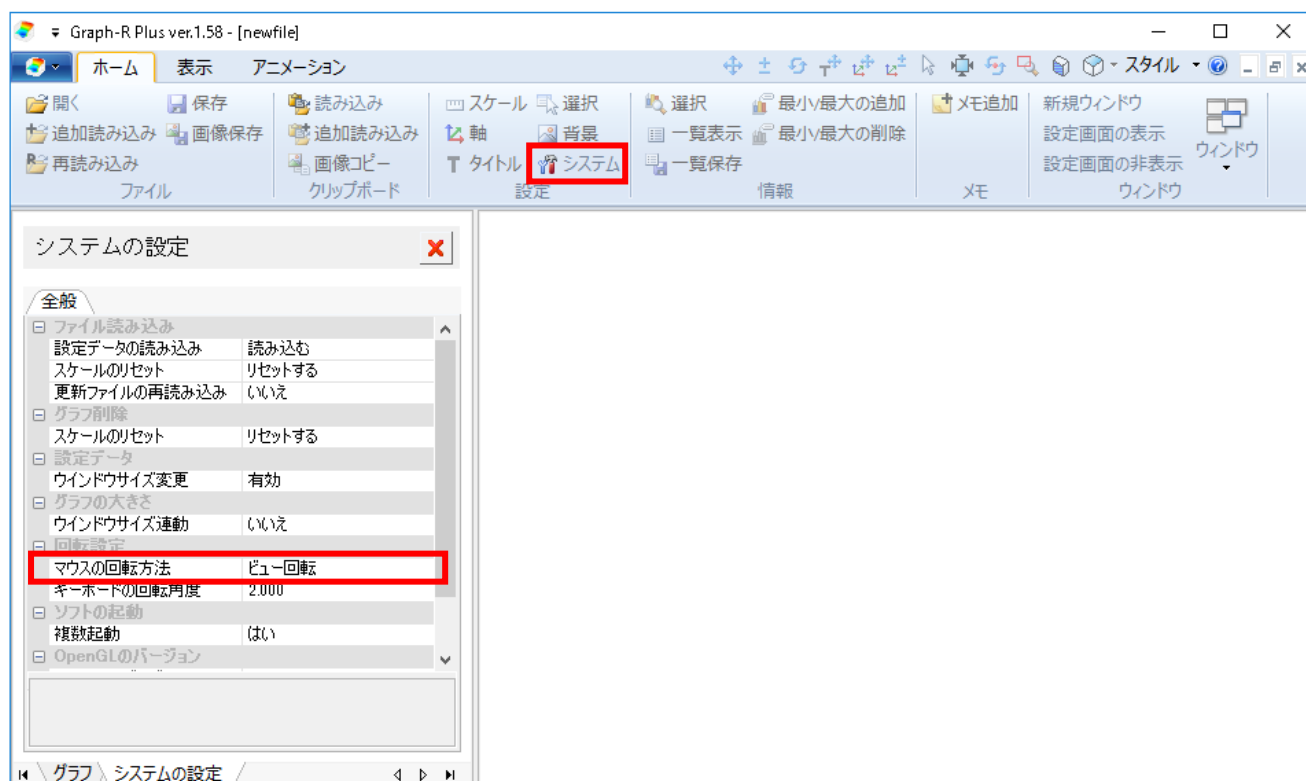 Graph-R Plus ver.1.58 - [newfile]
ホーム 表示 アニメーション スタイル
開く 保存 読み込み スケール 選択 選択 最小/最大の追加 メモ追加 新規ウィンドウ
追加読み込み 画像保存 追加読み込み 軸 背景 一覧表示 最小/最大の削除 設定画面の表示 ウィンドウ
再読み込み 画像コピー タイトル システム 一覧保存 設定画面の非表示
ファイル クリップボード 設定 情報 メモ ウィンドウ
システムの設定
全般
ファイル読み込み
設定データの読み込み 読み込む
スケールのリセット リセットする
更新ファイルの再読み込み いいえ
グラフ削除
スケールのリセット リセットする
設定データ
ウインドウサイズ変更 有効
グラフの大きさ
ウインドウサイズ連動 いいえ
回転設定
マウスの回転方法 ビュー回転
キーボードの回転角度 2.000
ソフトの起動
複数起動 はい
OpenGLのバージョン
グラフ システムの設定